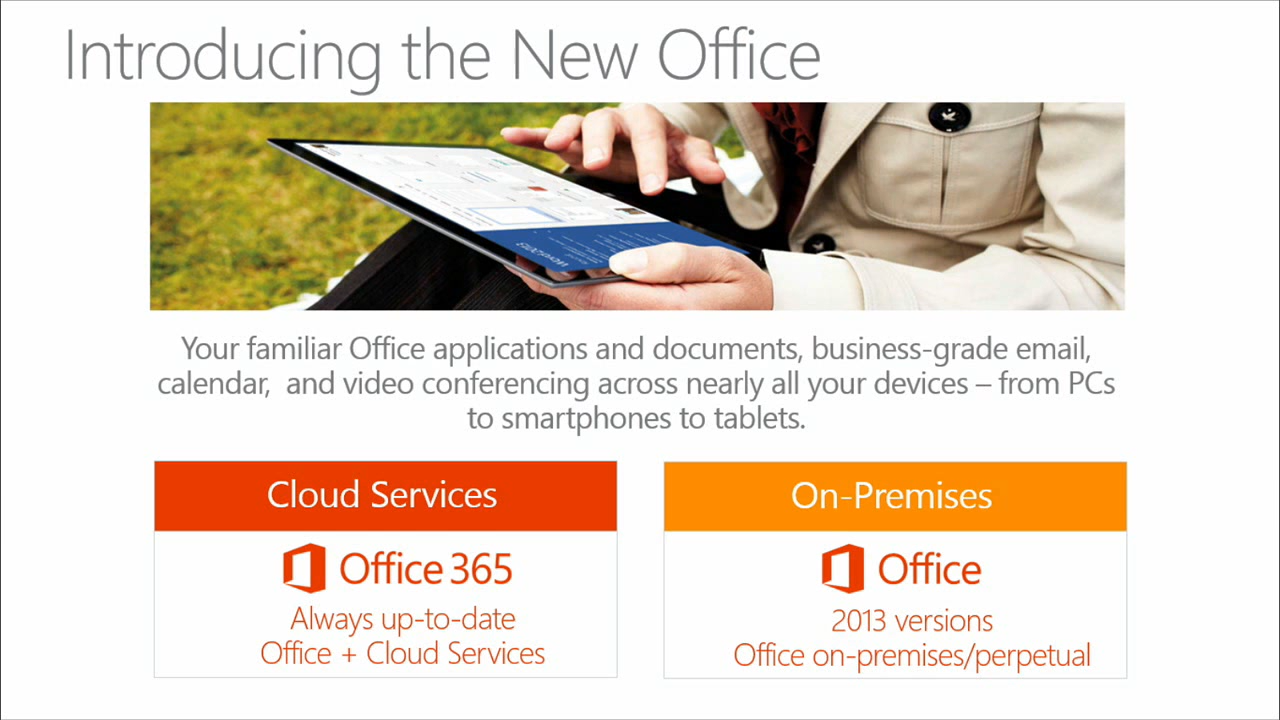 Introducing the New Office
Your familiar Office applications and documents, business-grade email,
calendar,  and video conferencing across nearly all your devices – from PCs
to smartphones to tablets.
Cloud Services
Office 365
Always up-to-date
Office + Cloud Services
On-Premises
Office
2013 versions
Office on-premises/perpetual